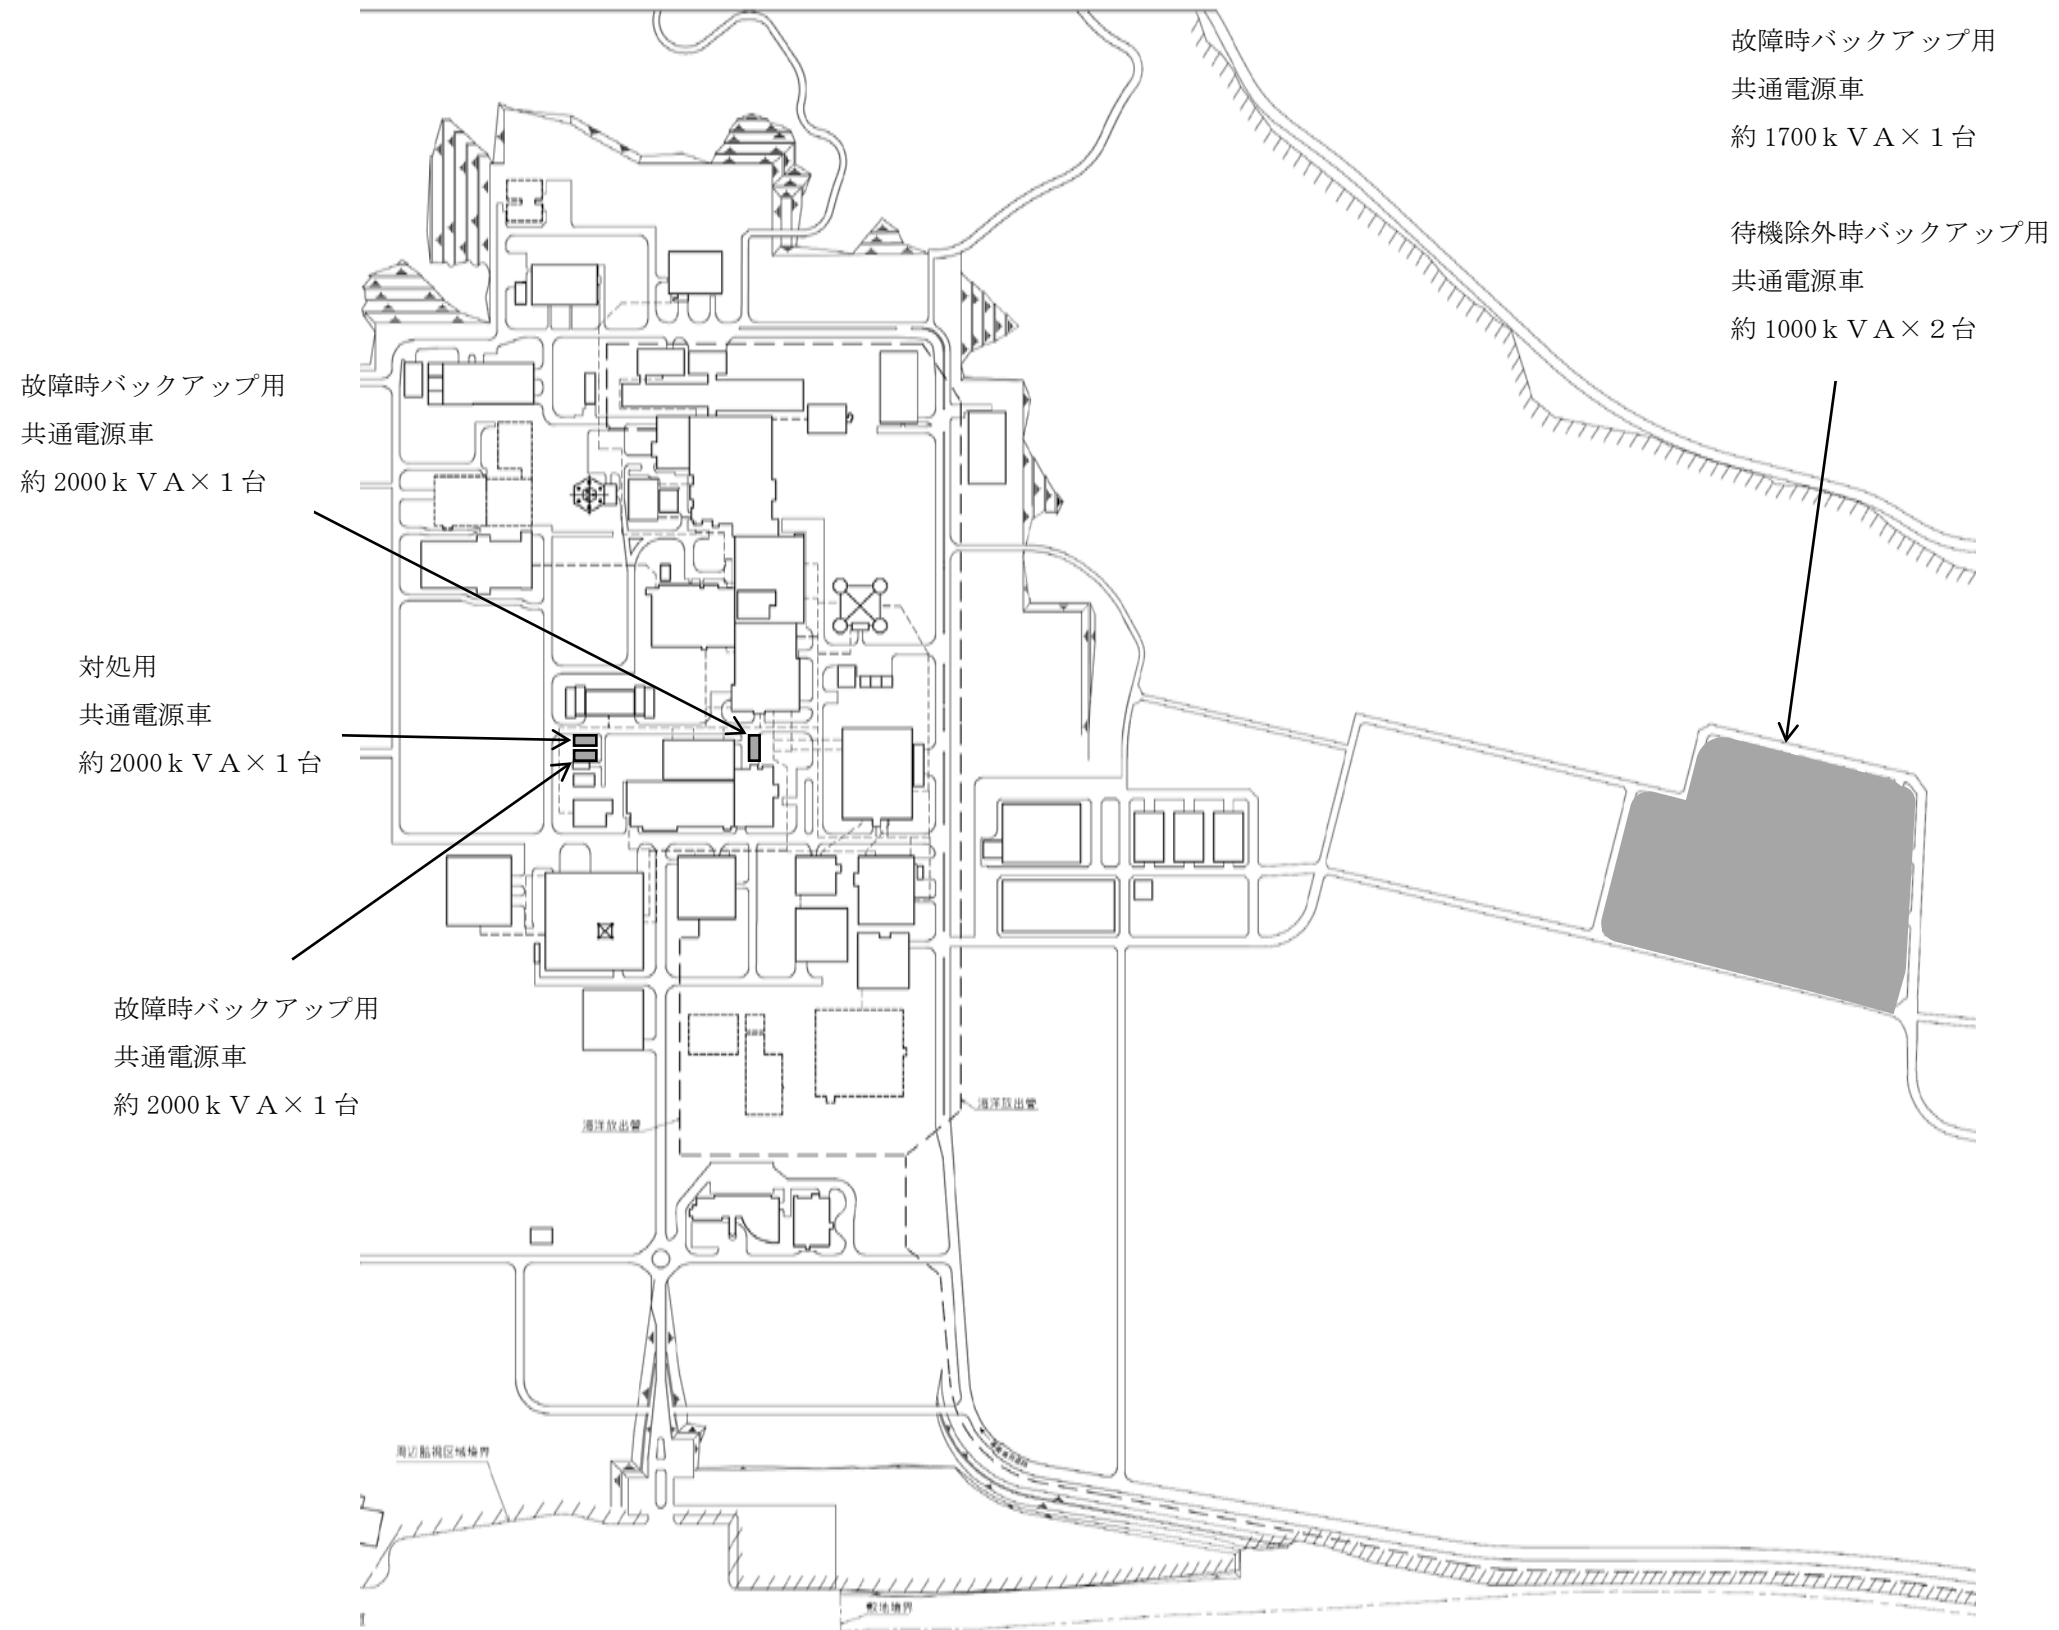 故障時バックアップ用
共通電源車
約 1700ｋＶＡ×１台
待機除外時バックアップ用
共通電源車
約 1000ｋＶＡ×２台
故障時バックアップ用
共通電源車
約 2000ｋＶＡ×１台
対処用
共通電源車
約 2000ｋＶＡ×１台
故障時バックアップ用
共通電源車
約 2000ｋＶＡ×１台
海洋放出管
海洋放出管
周辺監視区域境界
敷地境界